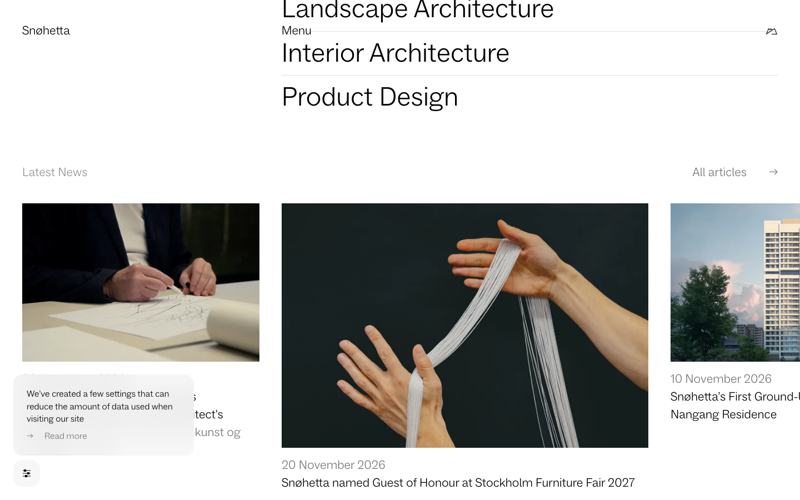 Landscape Architecture
Snøhetta
Menu
Interior Architecture
Product Design
Latest News
All articles
We've created a few settings that can
reduce the amount of data used when
visiting our site
Read more
kunst og
20 November 2026
Snøhetta named Guest of Honour at Stockholm Furniture Fair 2027
10 November 2026
Snøhetta's First
Nangang Residence